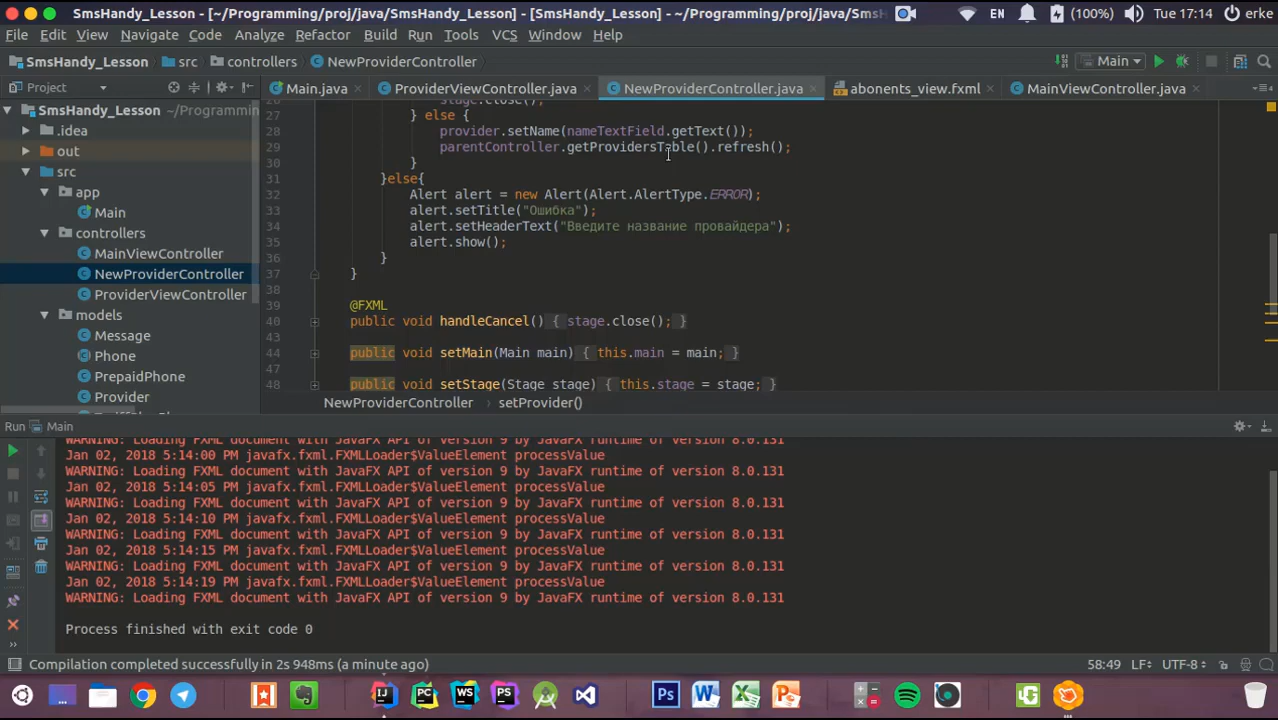 SmsHandy_Lesson - [~/Programming/proj/java/SmsHandy_Lesson] - [SmsHandy_Lesson] - ~/Programming/proj/java/SmsH
EN (100%) Tue 17:14 erke
File Edit View Navigate Code Analyze Refactor Build Run Tools VCS Window Help
SmsHandy_Lesson src controllers NewProviderController Main
Project Main.java ProviderViewController.java NewProviderController.java abonents_view.fxml MainViewController.java
SmsHandy_Lesson ~/Programming
.idea
out
src
app
Main
controllers
MainViewController
NewProviderController
ProviderViewController
models
Message
Phone
PrepaidPhone
Provider
26 stage.close();
27 } else {
28 provider.setName(nameTextField.getText());
29 parentController.getProvidersTable().refresh();
30 }
31 }else{
32 Alert alert = new Alert(Alert.AlertType.ERROR);
33 alert.setTitle("Ошибка");
34 alert.setHeaderText("Введите название провайдера");
35 alert.show();
36 }
37 }
38
39 @FXML
40 public void handleCancel() { stage.close(); }
43
44 public void setMain(Main main) { this.main = main; }
47
48 public void setStage(Stage stage) { this.stage = stage; }
NewProviderController › setProvider()
Run Main
WARNING: Loading FXML document with JavaFX API of version 9 by JavaFX runtime of version 8.0.131
Jan 02, 2018 5:14:00 PM javafx.fxml.FXMLLoader$ValueElement processValue
WARNING: Loading FXML document with JavaFX API of version 9 by JavaFX runtime of version 8.0.131
Jan 02, 2018 5:14:05 PM javafx.fxml.FXMLLoader$ValueElement processValue
WARNING: Loading FXML document with JavaFX API of version 9 by JavaFX runtime of version 8.0.131
Jan 02, 2018 5:14:10 PM javafx.fxml.FXMLLoader$ValueElement processValue
WARNING: Loading FXML document with JavaFX API of version 9 by JavaFX runtime of version 8.0.131
Jan 02, 2018 5:14:15 PM javafx.fxml.FXMLLoader$ValueElement processValue
WARNING: Loading FXML document with JavaFX API of version 9 by JavaFX runtime of version 8.0.131
Jan 02, 2018 5:14:19 PM javafx.fxml.FXMLLoader$ValueElement processValue
WARNING: Loading FXML document with JavaFX API of version 9 by JavaFX runtime of version 8.0.131
Process finished with exit code 0
Compilation completed successfully in 2s 948ms (a minute ago) 58:49 LF÷ UTF-8÷
IJ PC WS PS Ps W X P